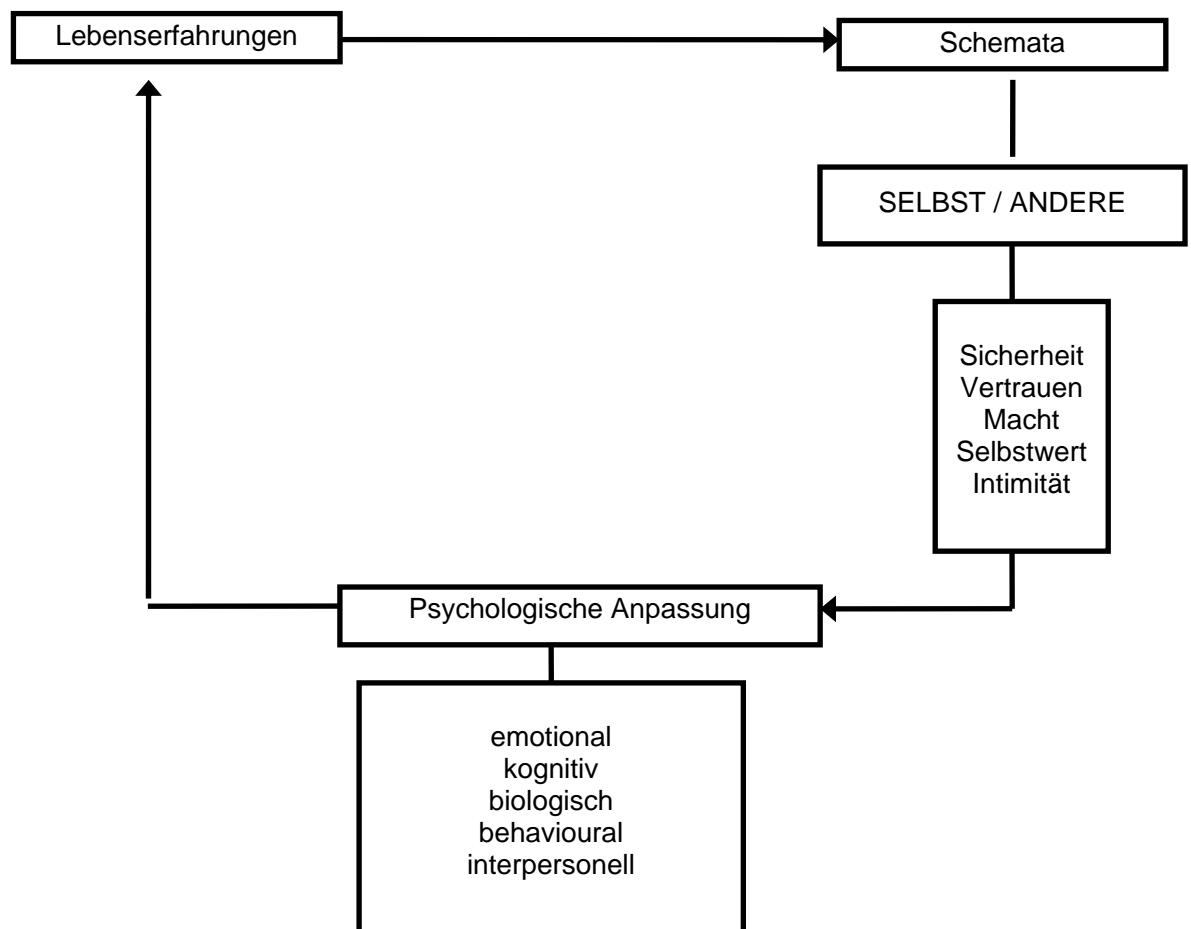 Lebenserfahrungen
Schemata
SELBST / ANDERE
Sicherheit
Vertrauen
Macht
Selbstwert
Intimität
Psychologische Anpassung
emotional
kognitiv
biologisch
behavioural
interpersonell